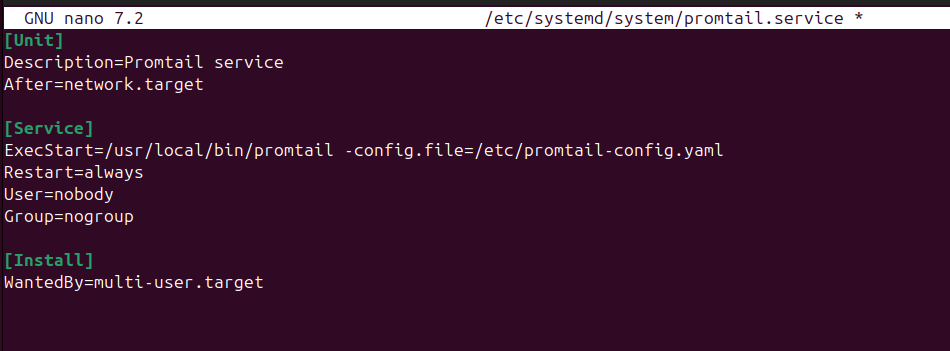 GNU nano 7.2 /etc/systemd/system/promtail.service *
[Unit]
Description=Promtail service
After=network.target
[Service]
ExecStart=/usr/local/bin/promtail -config.file=/etc/promtail-config.yaml
Restart=always
User=nobody
Group=nogroup
[Install]
WantedBy=multi-user.target